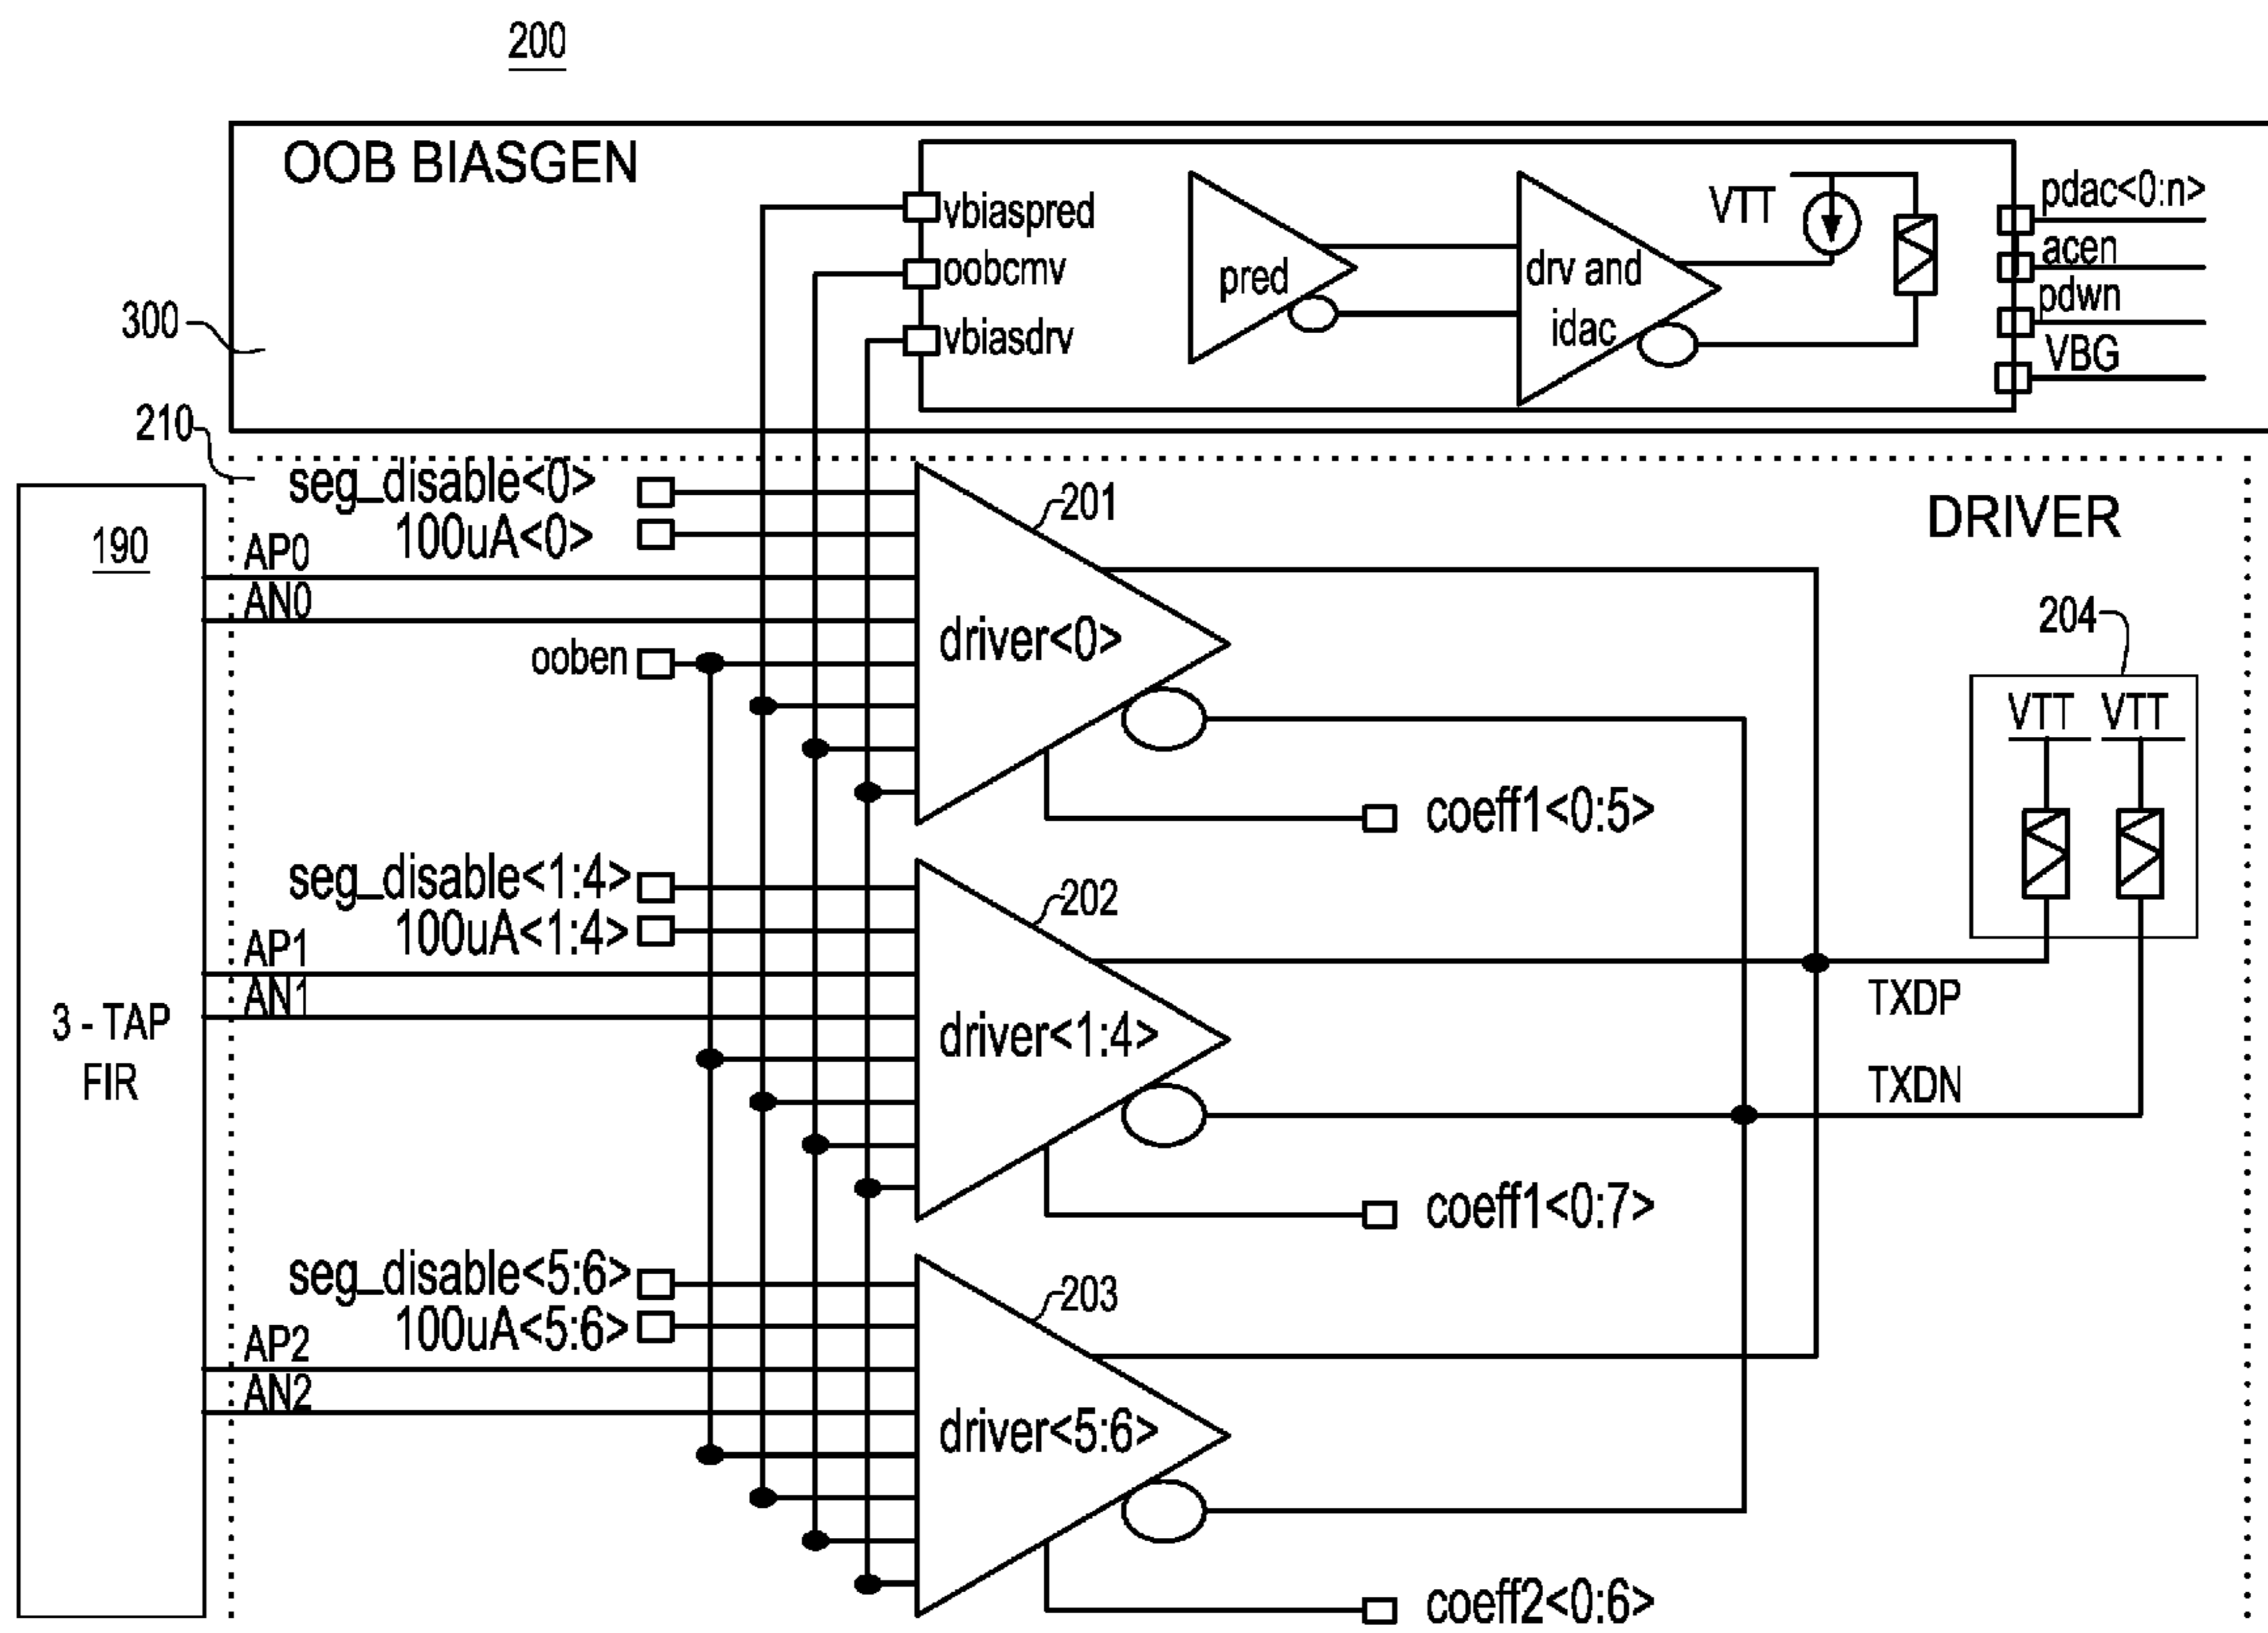 200
OOB BIASGEN
vbiaspred
oobcmv
vbiasdrv
pred
drv and
idac
VTT
pdac<0:n>
acen
pdwn
VBG
300
210
190
3 - TAP
FIR
DRIVER
seg_disable<0>
100uA<0>
AP0
AN0
ooben
driver<0>
201
coeff1<0:5>
204
VTT VTT
seg_disable<1:4>
100uA<1:4>
AP1
AN1
driver<1:4>
202
TXDP
TXDN
coeff1<0:7>
seg_disable<5:6>
100uA<5:6>
AP2
AN2
driver<5:6>
203
coeff2<0:6>